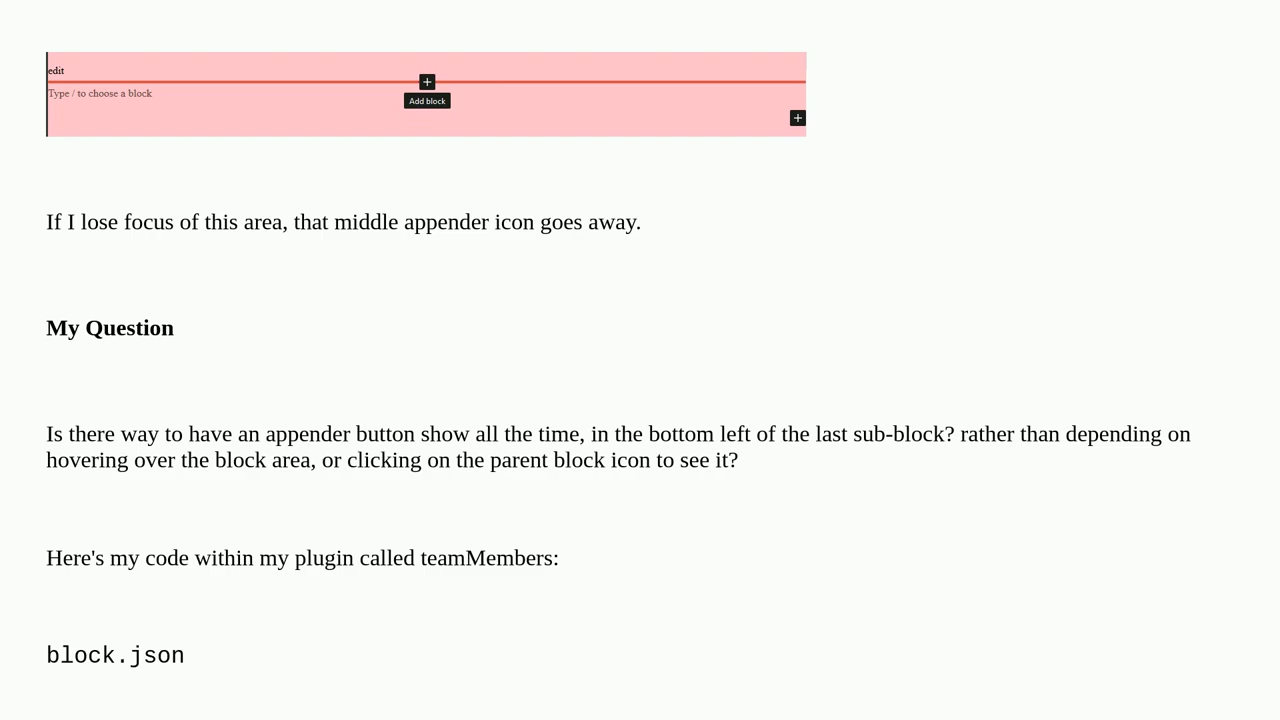 edit
Type / to choose a block
Add block
If I lose focus of this area, that middle appender icon goes away.
My Question
Is there way to have an appender button show all the time, in the bottom left of the last sub-block? rather than depending on
hovering over the block area, or clicking on the parent block icon to see it?
Here's my code within my plugin called teamMembers:
block.json